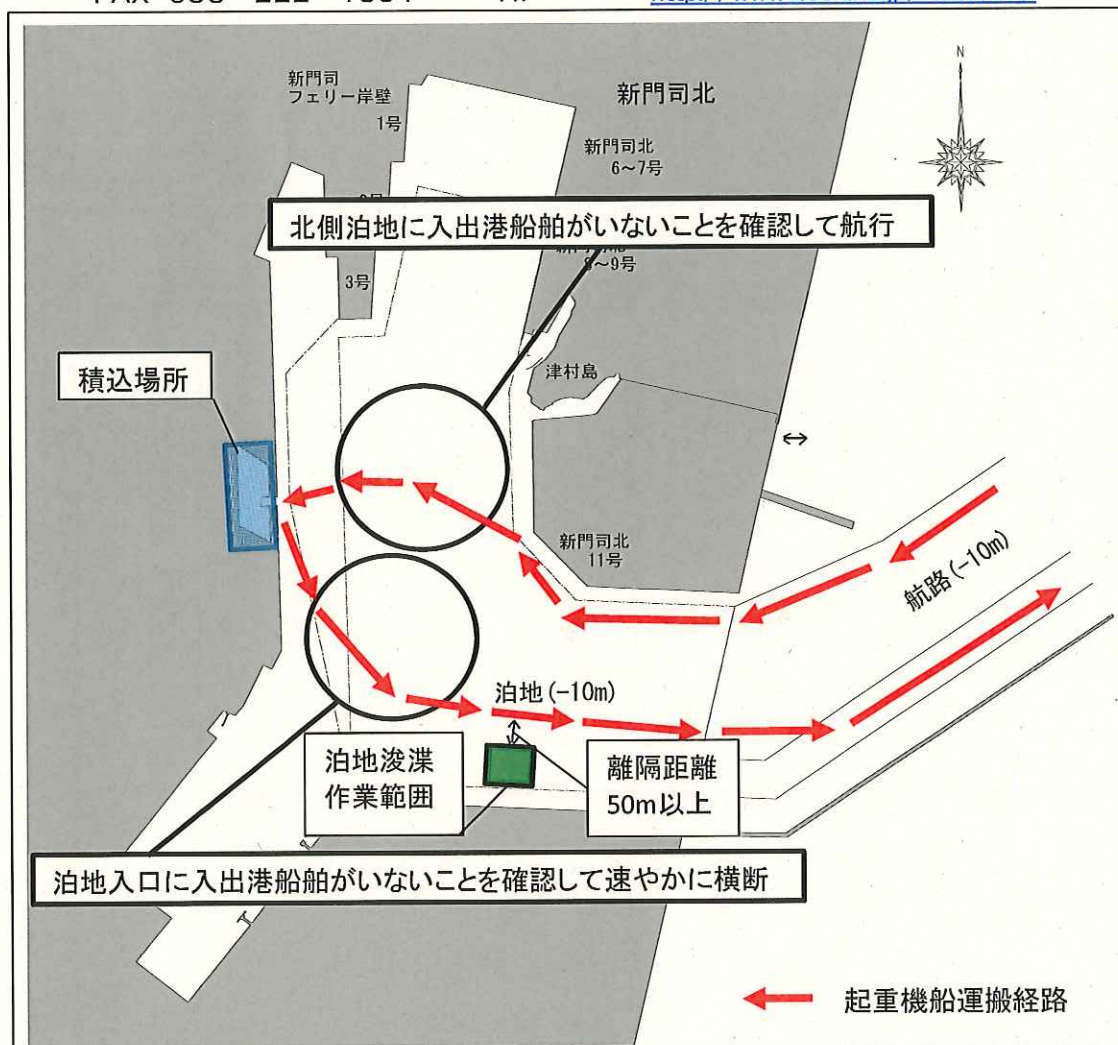 新門司
フェリー岸壁
1号
新門司北
新門司北
6~7号
N
北側泊地に入出港船舶がいないことを確認して航行
8~9号
3号
積込場所
津村島
新門司北
11号
航路(-10m)
泊地(-10m)
泊地浚渫
作業範囲
離隔距離
50m以上
泊地入口に入出港船舶がいないことを確認して速やかに横断
起重機船運搬経路